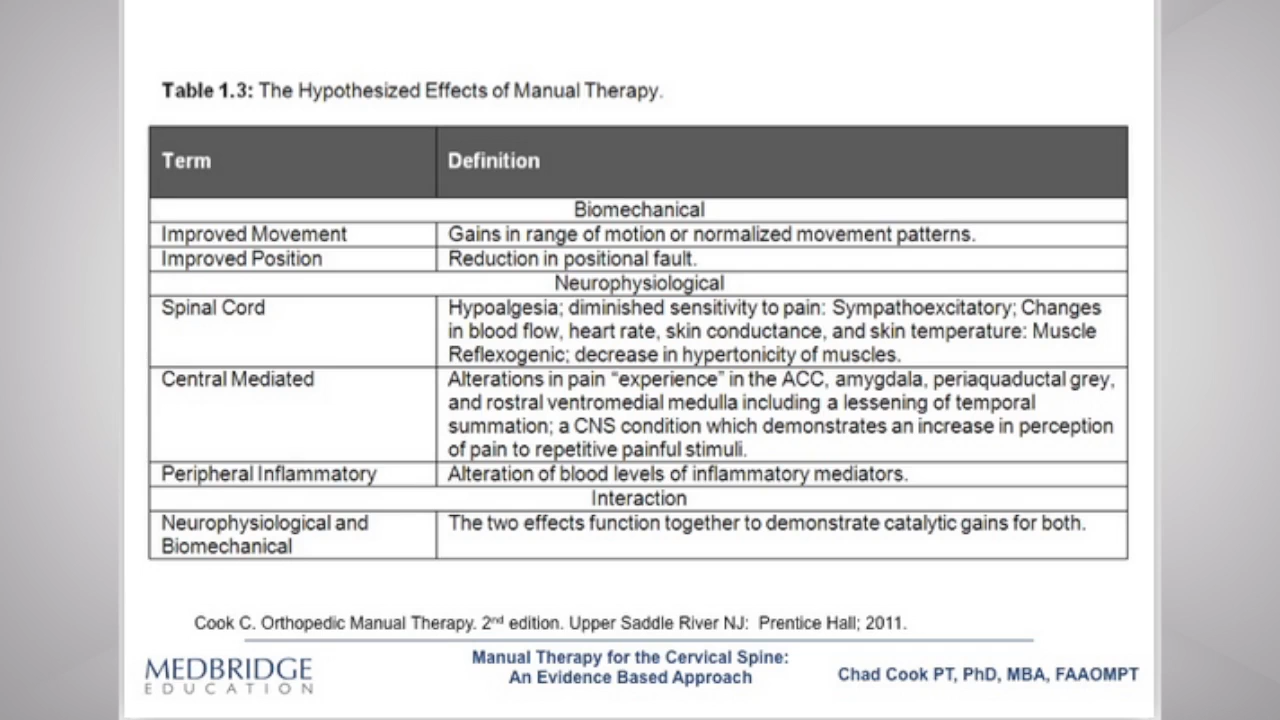 Table 1.3: The Hypothesized Effects of Manual Therapy.
Term
Definition
Biomechanical
Improved Movement
Gains in range of motion or normalized movement patterns.
Improved Position
Reduction in positional fault.
Neurophysiological
Spinal Cord
Hypoalgesia; diminished sensitivity to pain: Sympathoexcitatory; Changes
in blood flow, heart rate, skin conductance, and skin temperature: Muscle
Reflexogenic; decrease in hypertonicity of muscles.
Central Mediated
Alterations in pain “experience” in the ACC, amygdala, periaquaductal grey,
and rostral ventromedial medulla including a lessening of temporal
summation; a CNS condition which demonstrates an increase in perception
of pain to repetitive painful stimuli.
Peripheral Inflammatory
Alteration of blood levels of inflammatory mediators.
Interaction
Neurophysiological and
Biomechanical
The two effects function together to demonstrate catalytic gains for both.
Cook C. Orthopedic Manual Therapy. 2nd edition. Upper Saddle River NJ: Prentice Hall; 2011.
MEDBRIDGE
EDUCATION
Manual Therapy for the Cervical Spine:
An Evidence Based Approach
Chad Cook PT, PhD, MBA, FAAOMPT